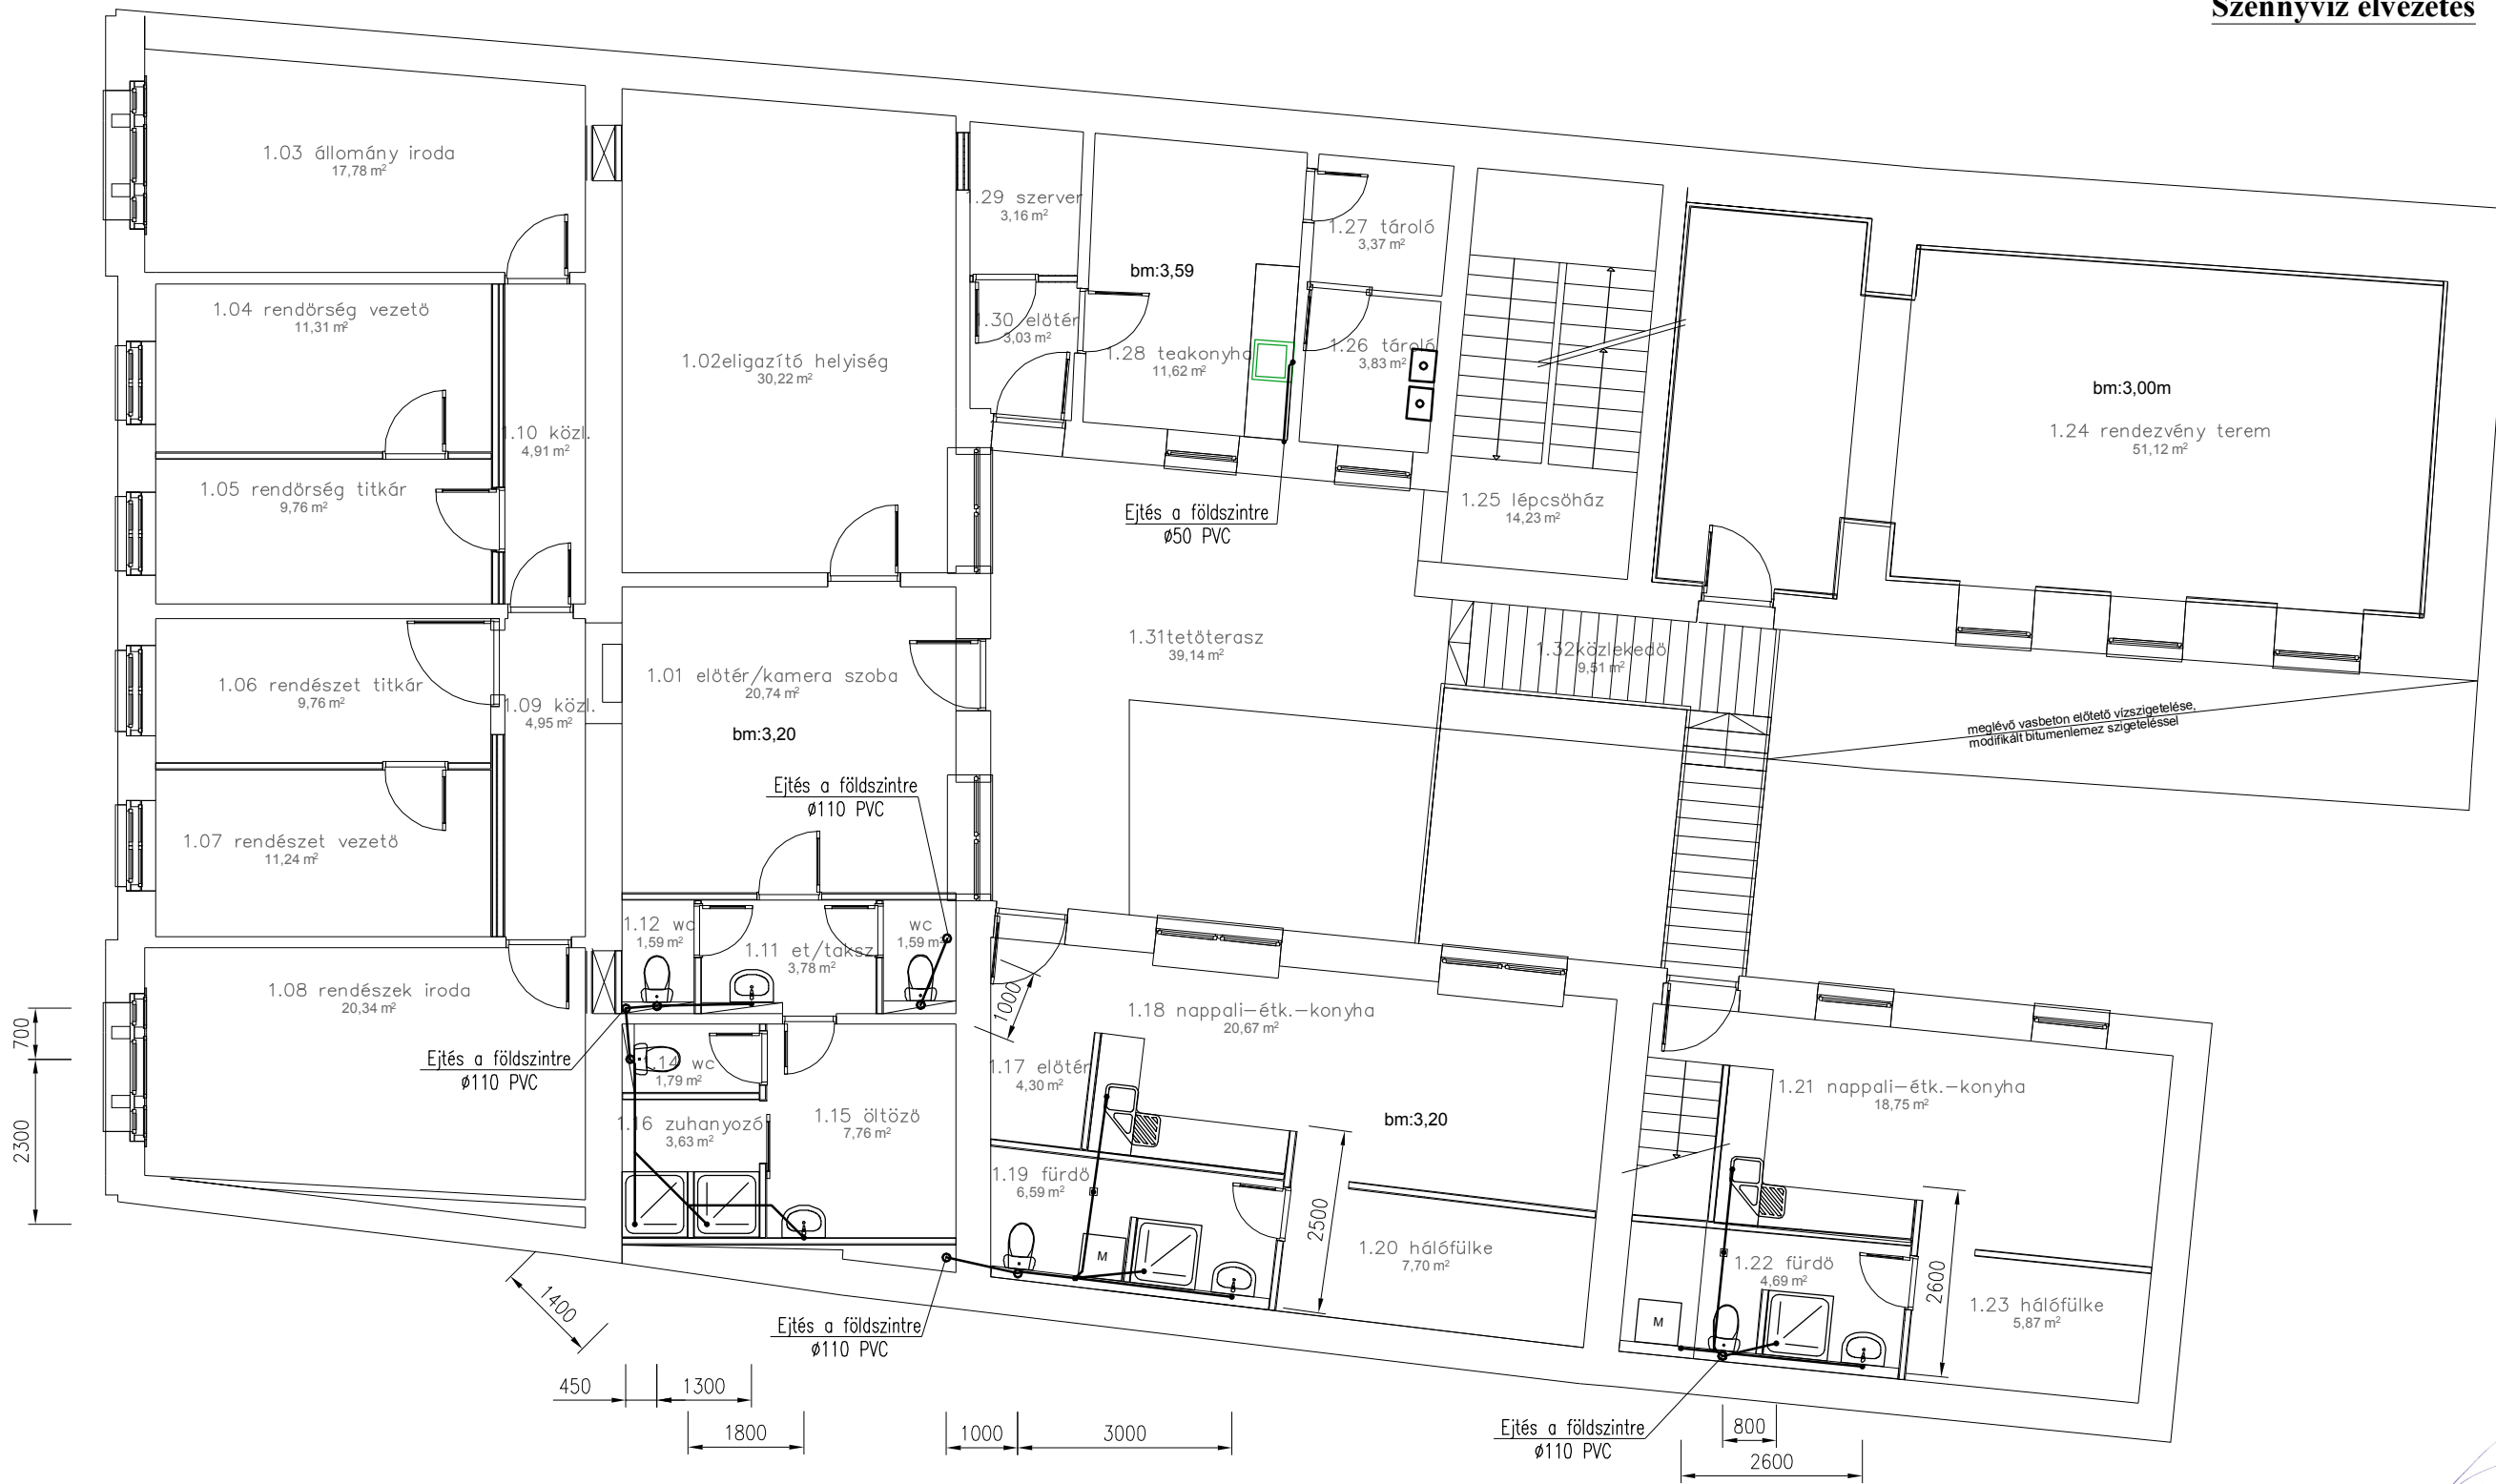 Szennyvíz elvezetés
1.03 állomány iroda
17,78 m²
1.29 szerver
3,16 m²
1.27 tároló
3,37 m²
bm:3,59
1.04 rendörség vezetö
11,31 m²
1.30 elötér
3,03 m²
1.02eligazító helyiség
30,22 m²
1.28 teakonyha
11,62 m²
1.26 tároló
3,83 m²
bm:3,00m
1.24 rendezvény terem
51,12 m²
1.10 közl.
4,91 m²
1.05 rendörség titkár
9,76 m²
1.25 lépcsöház
14,23 m²
Ejtés a földszintre
ø50 PVC
1.31tetöterasz
39,14 m²
1.32közlekedö
9,51 m²
1.06 rendészet titkár
9,76 m²
1.09 közl.
4,95 m²
1.01 elötér/kamera szoba
20,74 m²
bm:3,20
meglévő vasbeton előtető vízszigetelése,
modifikált bitumenlemez szigeteléssel
Ejtés a földszintre
ø110 PVC
1.07 rendészet vezetö
11,24 m²
1.12 wc
1,59 m²
1.11 et/taksz
3,78 m²
wc
1,59 m²
1.08 rendészek iroda
20,34 m²
1000
1.18 nappali-étk.-konyha
20,67 m²
700
2300
Ejtés a földszintre
ø110 PVC
.14 wc
1,79 m²
1.17 elötér
4,30 m²
1.21 nappali-étk.-konyha
18,75 m²
1.16 zuhanyozó
3,63 m²
1.15 öltözö
7,76 m²
bm:3,20
1.19 fürdö
6,59 m²
2500
M
1.20 hálófülke
7,70 m²
1.22 fürdö
4,69 m²
2600
1.23 hálófülke
5,87 m²
M
1400
Ejtés a földszintre
ø110 PVC
450
1300
1800
1000
3000
Ejtés a földszintre
ø110 PVC
800
2600